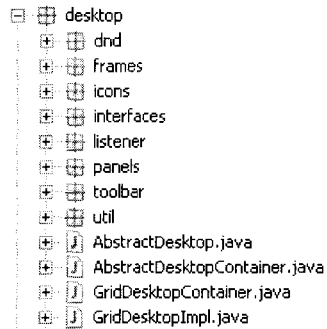 desktop
dnd
frames
icons
interfaces
listener
panels
toolbar
util
AbstractDesktop.java
AbstractDesktopContainer.java
GridDesktopContainer.java
GridDesktopImpl.java